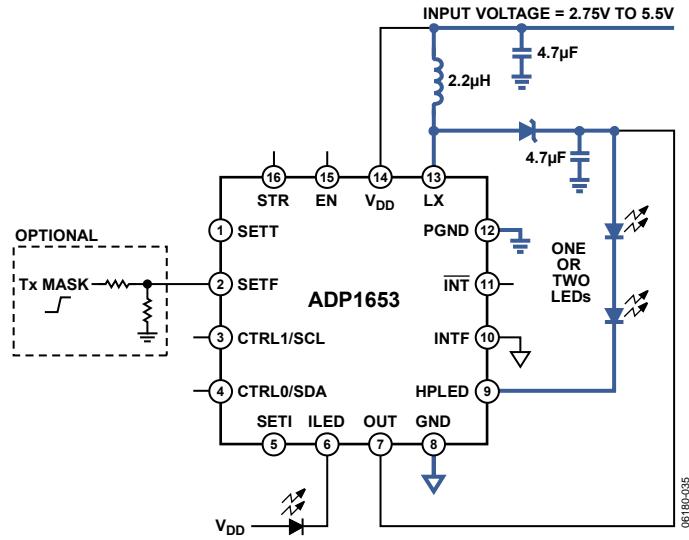 INPUT VOLTAGE = 2.75V TO 5.5V
4.7µF
2.2µH
4.7µF
16 15 14 13
STR EN VDD LX
1 SETT
PGND 12
OPTIONAL
Tx MASK
2 SETF
ADP1653
INT 11
ONE
OR
TWO
LEDs
3 CTRL1/SCL
INTF 10
4 CTRL0/SDA
HPLED 9
SETI ILED OUT GND
5 6 7 8
VDD
06180-035